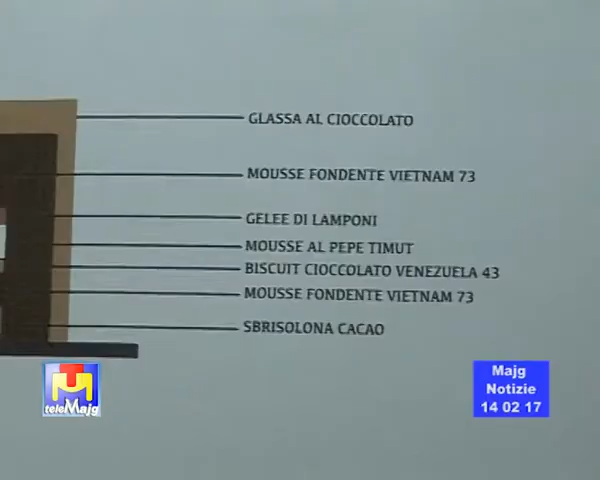 GLASSA AL CIOCCOLATO
MOUSSE FONDENTE VIETNAM 73
GELEE DI LAMPONI
MOUSSE AL PEPE TIMUT
BISCUIT CIOCCOLATO VENEZUELA 43
MOUSSE FONDENTE VIETNAM 73
SBRISOLONA CACAO
TM
teleMajg
Majg
Notizie
14 02 17